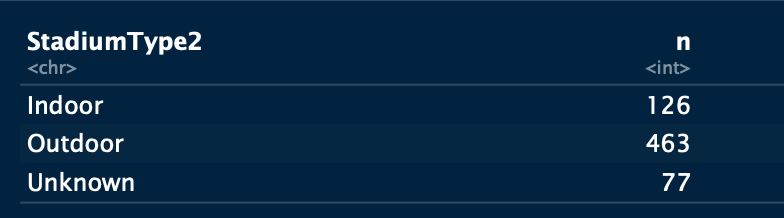 StadiumType2 n
<chr> <int>
Indoor 126
Outdoor 463
Unknown 77